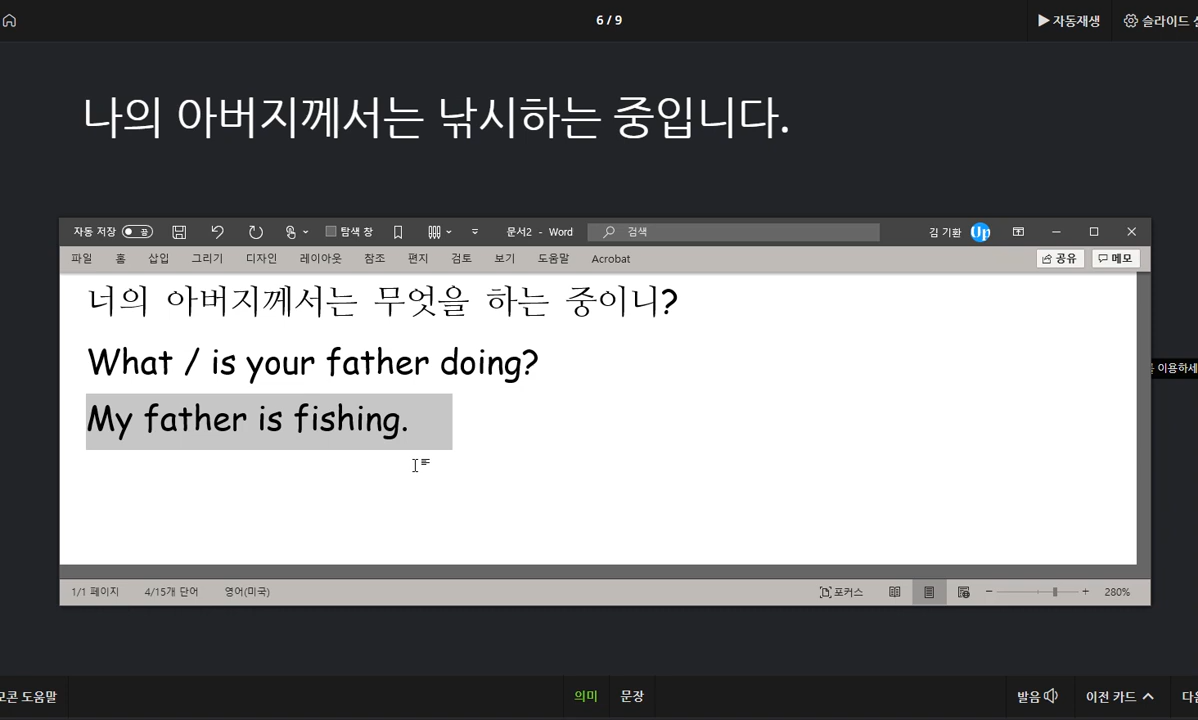 6 / 9
자동재생
슬라이드
나의 아버지께서는 낚시하는 중입니다.
자동 저장 끔
탐색 창
문서2 - Word
검색
김 기환
Up
파일 홈 삽입 그리기 디자인 레이아웃 참조 편지 검토 보기 도움말 Acrobat
공유 메모
너의 아버지께서는 무엇을 하는 중이니?
What / is your father doing?
이용하세
My father is fishing.
1/1 페이지 4/15개 단어 영어(미국)
포커스
− + 280%
도움말
의미 문장
발음 이전 카드